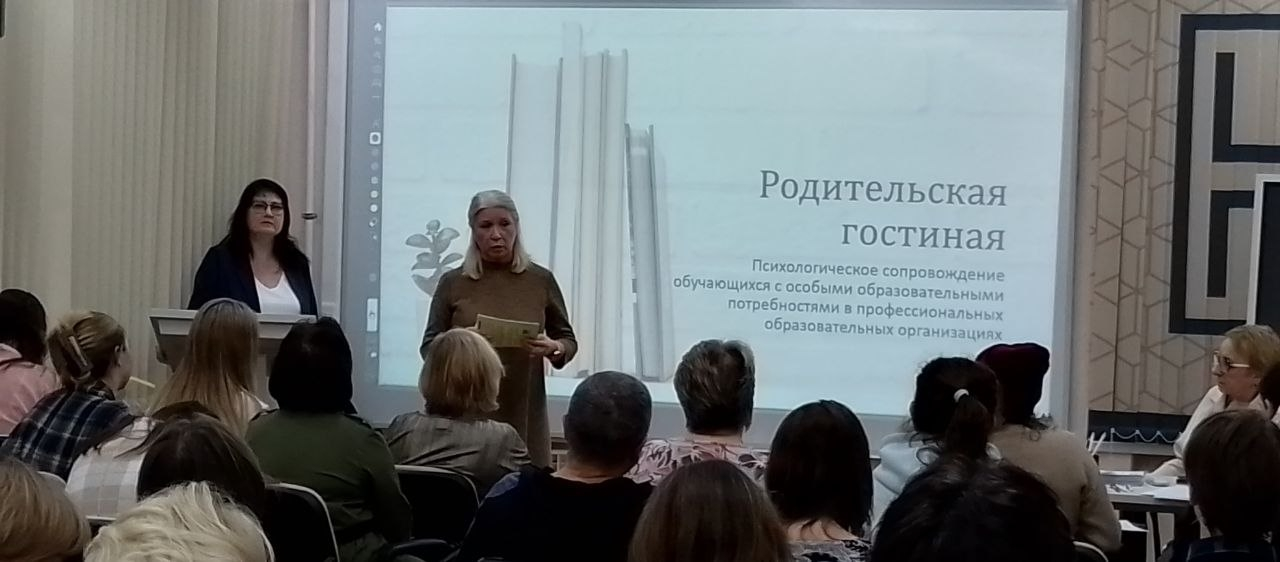 Родительская
гостиная
Психологическое сопровождение
обучающихся с особыми образовательными
потребностями в профессиональных
образовательных организациях